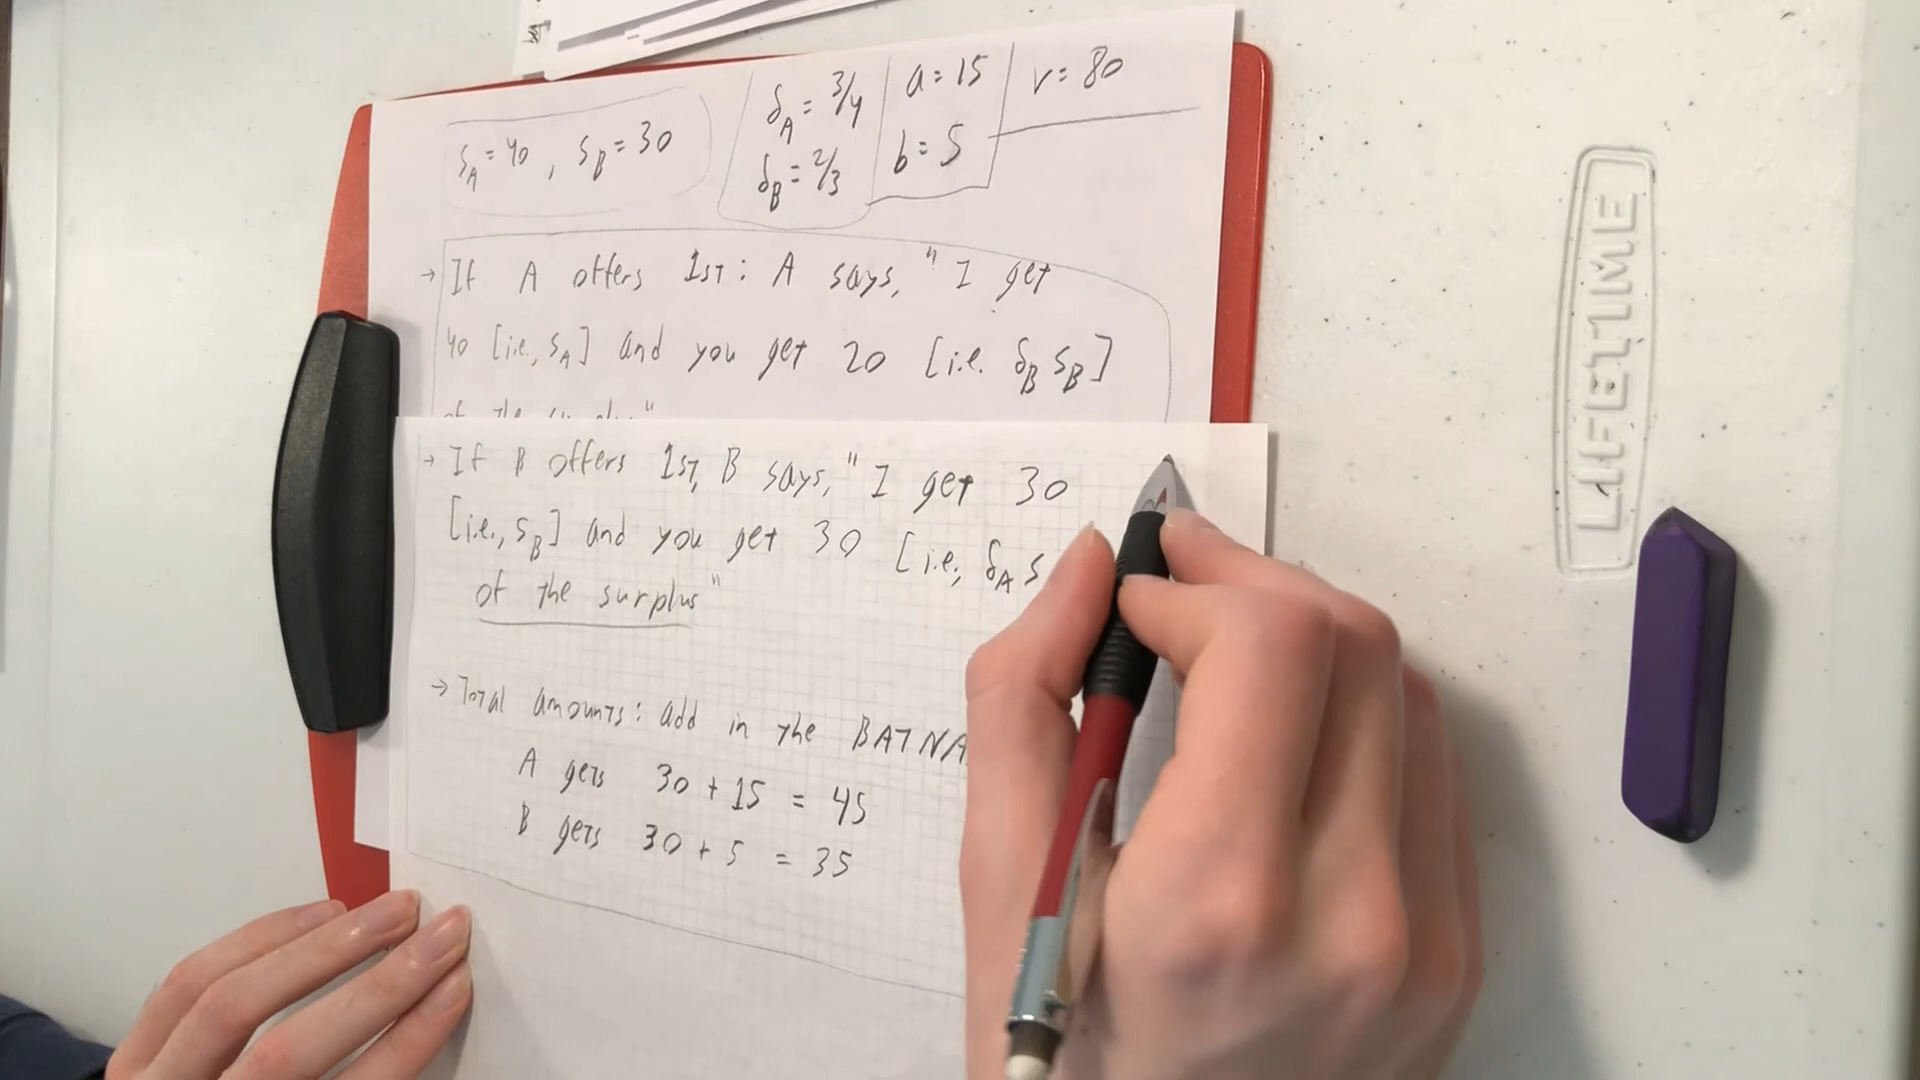 S_A = 40 , S_B = 30
δ_A = 3/4
δ_B = 2/3
a = 15
b = 5
v = 80
→ If A offers 1st: A says, "I get
40 [i.e., S_A] and you get 20 [i.e. δ_B S_B]
of the
→ If B offers 1st, B says, "I get 30
[i.e., S_B] and you get 30 [i.e., δ_A S
of the surplus"
→ Total amounts: add in the BATNA
A gets 30 + 15 = 45
B gets 30 + 5 = 35
LIFETIME